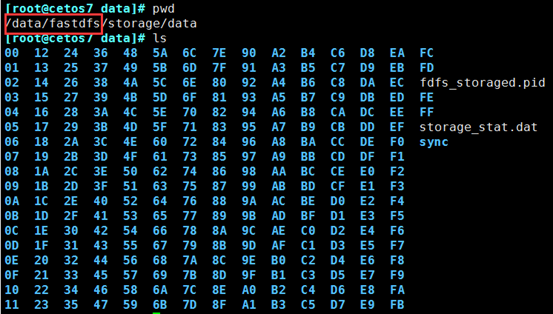 [root@cetos7 data]# pwd
/data/fastdfs/storage/data
[root@cetos7 data]# ls
00 12 24 36 48 5A 6C 7E 90 A2 B4 C6 D8 EA FC
01 13 25 37 49 5B 6D 7F 91 A3 B5 C7 D9 EB FD
02 14 26 38 4A 5C 6E 80 92 A4 B6 C8 DA EC fdfs_storaged.pid
03 15 27 39 4B 5D 6F 81 93 A5 B7 C9 DB ED FE
04 16 28 3A 4C 5E 70 82 94 A6 B8 CA DC EE FF
05 17 29 3B 4D 5F 71 83 95 A7 B9 CB DD EF storage_stat.dat
06 18 2A 3C 4E 60 72 84 96 A8 BA CC DE F0 sync
07 19 2B 3D 4F 61 73 85 97 A9 BB CD DF F1
08 1A 2C 3E 50 62 74 86 98 AA BC CE E0 F2
09 1B 2D 3F 51 63 75 87 99 AB BD CF E1 F3
0A 1C 2E 40 52 64 76 88 9A AC BE D0 E2 F4
0B 1D 2F 41 53 65 77 89 9B AD BF D1 E3 F5
0C 1E 30 42 54 66 78 8A 9C AE C0 D2 E4 F6
0D 1F 31 43 55 67 79 8B 9D AF C1 D3 E5 F7
0E 20 32 44 56 68 7A 8C 9E B0 C2 D4 E6 F8
0F 21 33 45 57 69 7B 8D 9F B1 C3 D5 E7 F9
10 22 34 46 58 6A 7C 8E A0 B2 C4 D6 E8 FA
11 23 35 47 59 6B 7D 8F A1 B3 C5 D7 E9 FB